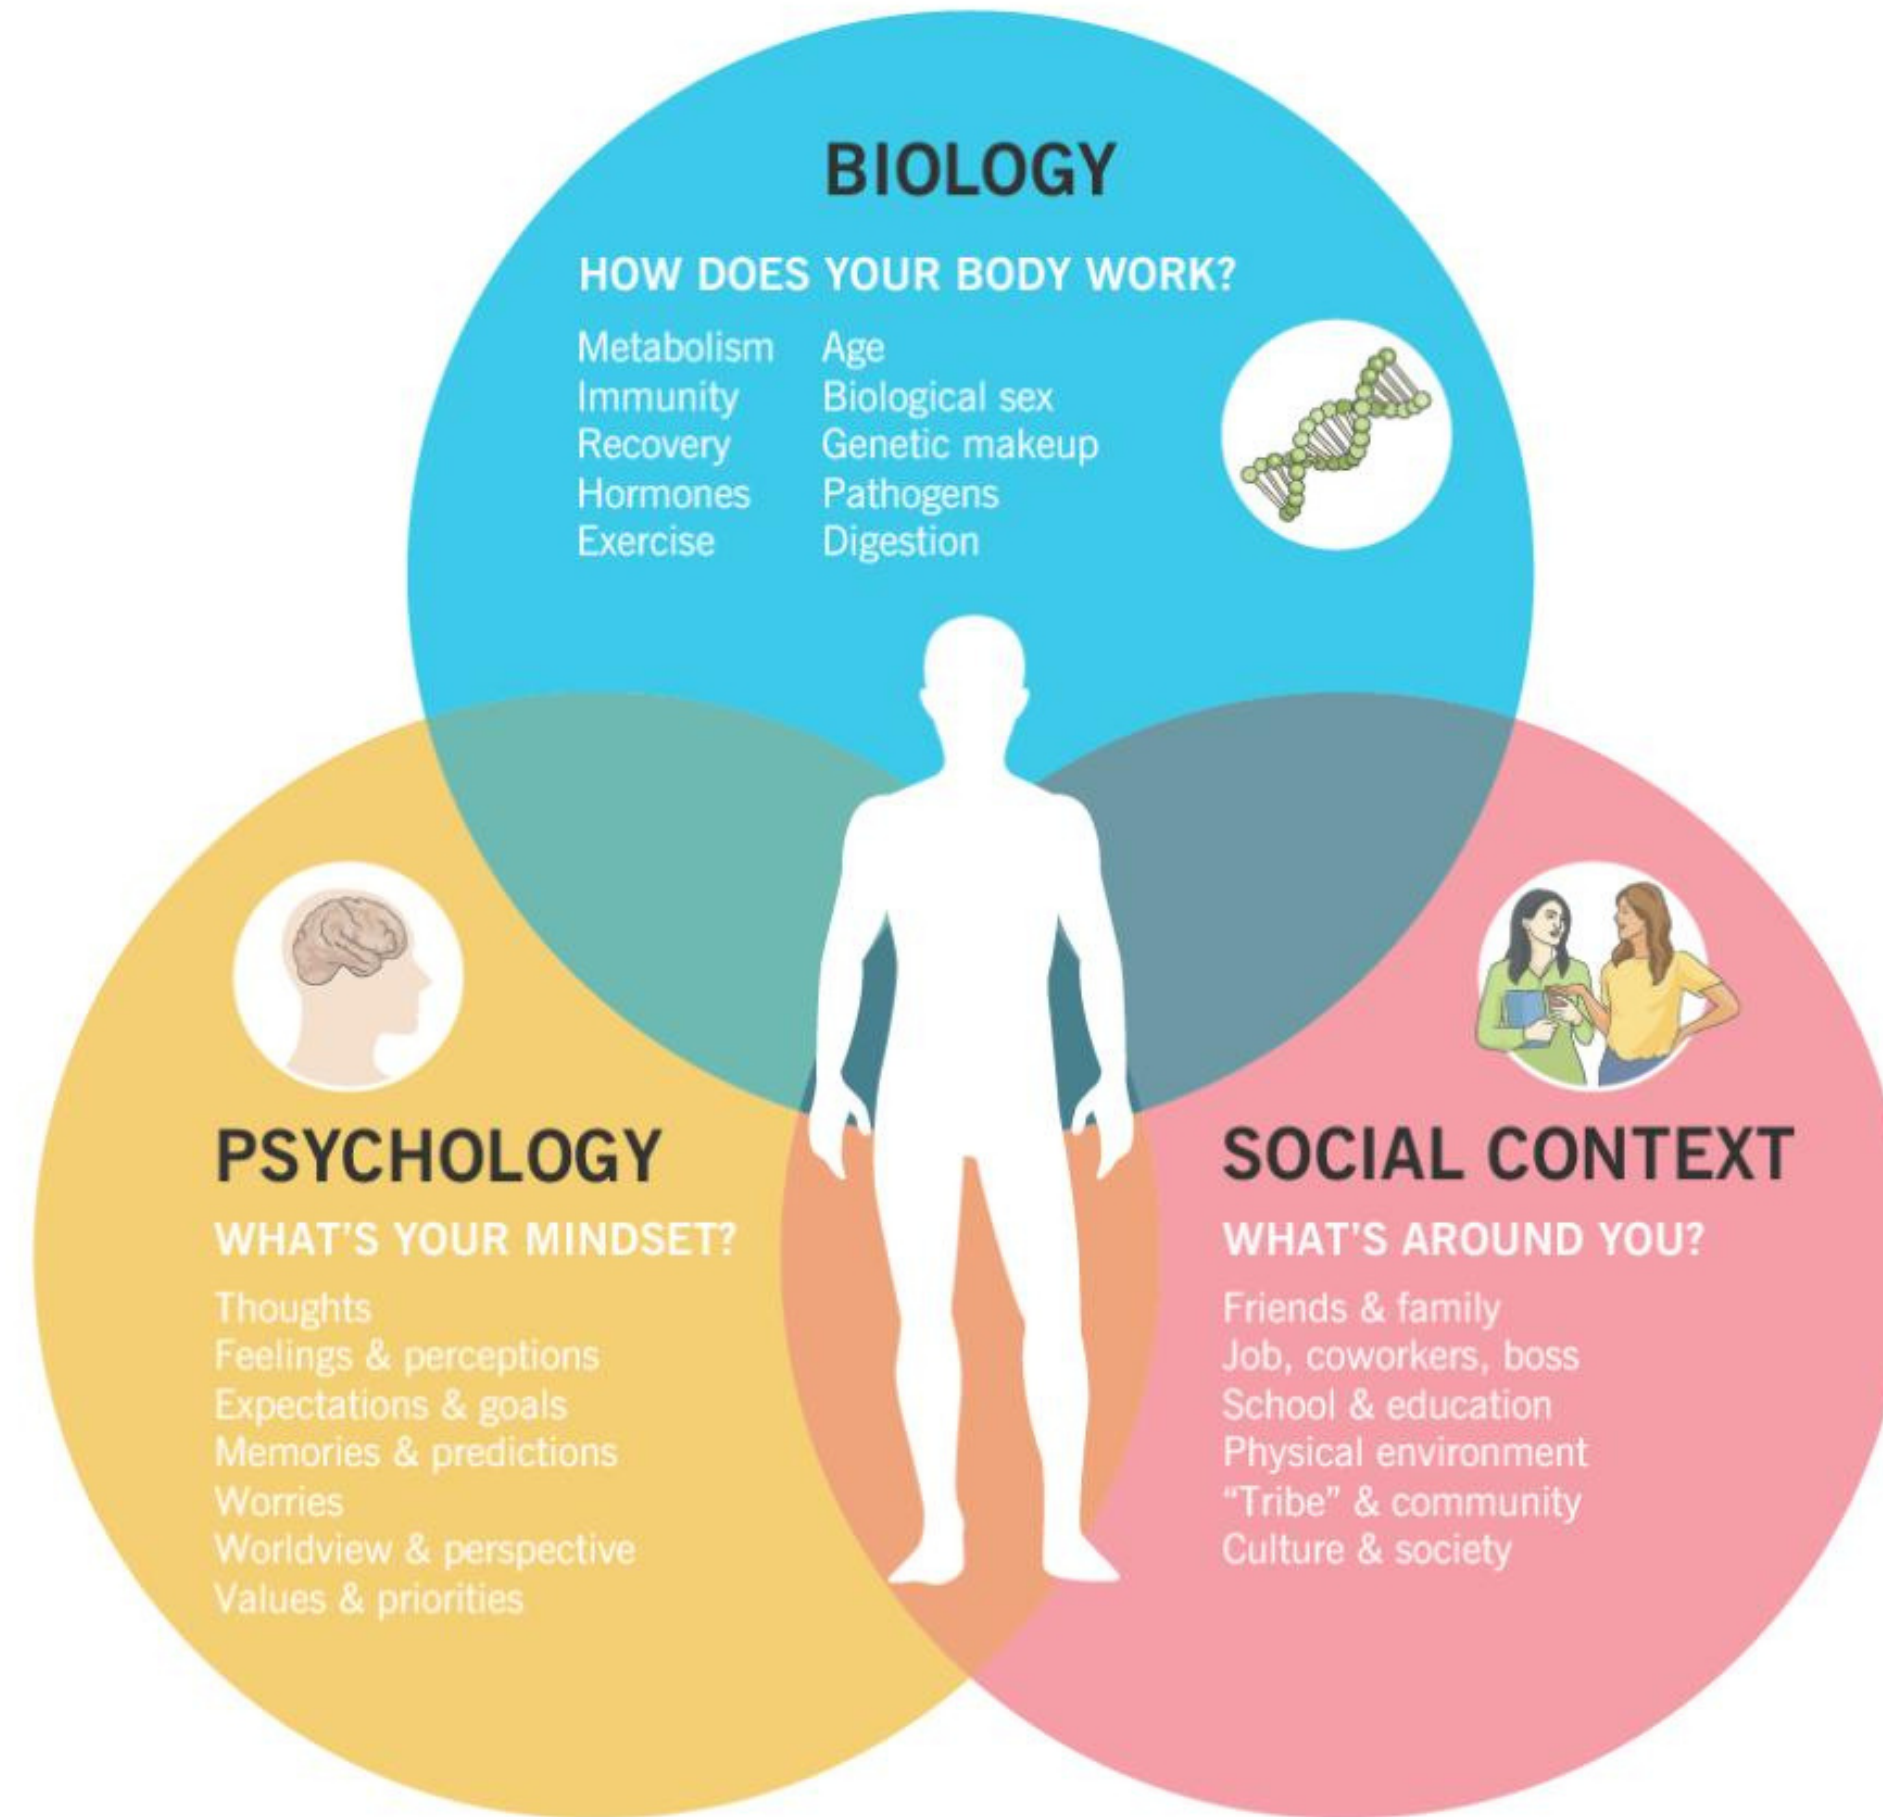 BIOLOGY
HOW DOES YOUR BODY WORK?
Metabolism
Immunity
Recovery
Hormones
Exercise
Age
Biological sex
Genetic makeup
Pathogens
Digestion
PSYCHOLOGY
WHAT'S YOUR MINDSET?
Thoughts
Feelings & perceptions
Expectations & goals
Memories & predictions
Worries
Worldview & perspective
Values & priorities
SOCIAL CONTEXT
WHAT'S AROUND YOU?
Friends & family
Job, coworkers, boss
School & education
Physical environment
“Tribe” & community
Culture & society